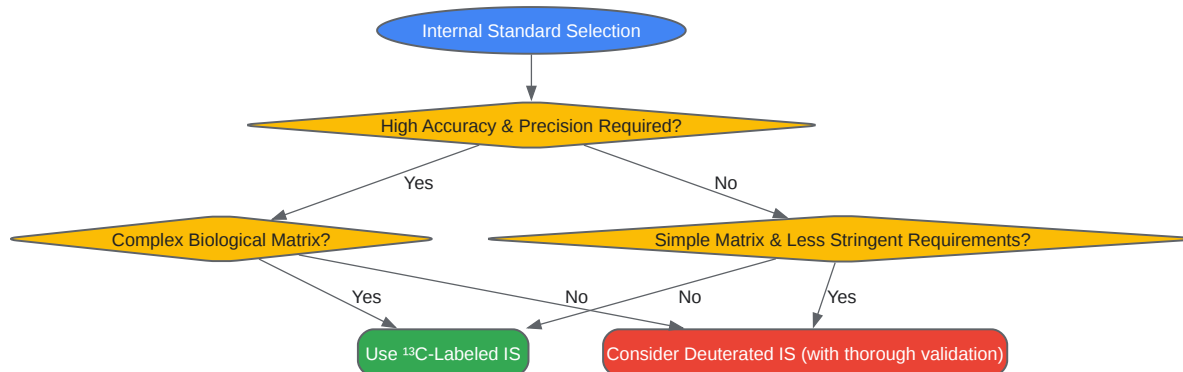 Internal Standard Selection
High Accuracy & Precision Required?
Yes
No
Complex Biological Matrix?
Simple Matrix & Less Stringent Requirements?
Yes
No
No
Yes
Use ¹³C-Labeled IS
Consider Deuterated IS (with thorough validation)